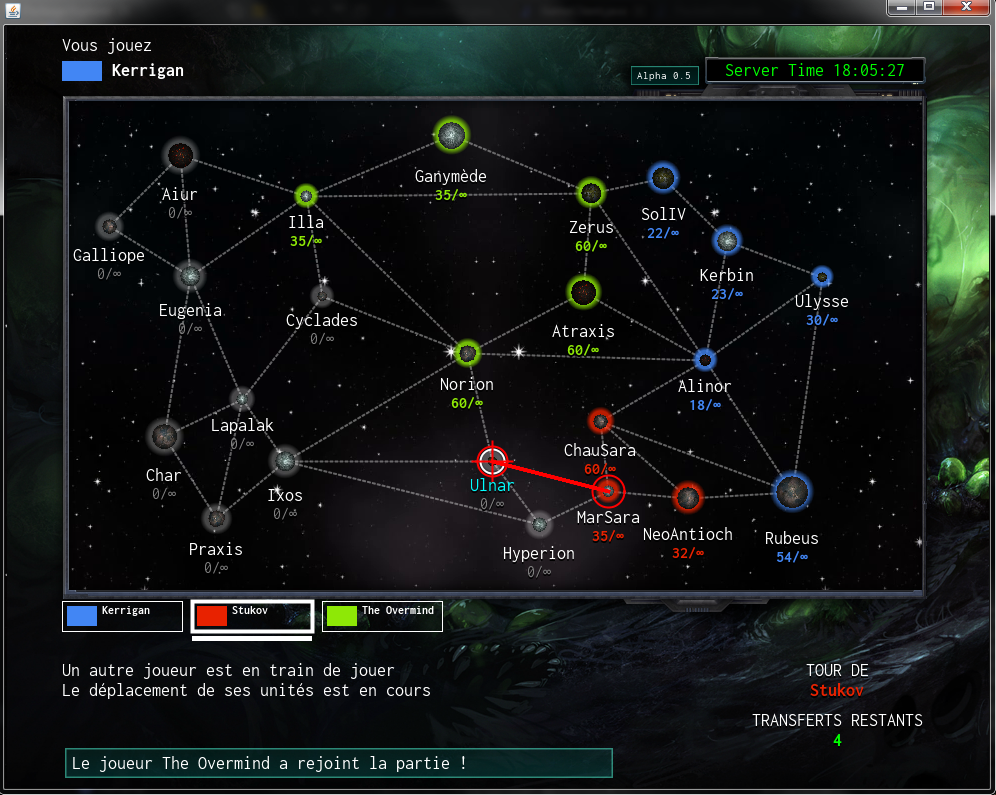 Vous jouez
Kerrigan
Alpha 0.5
Server Time 18:05:27
Ganymède
35/∞
Aiur
0/∞
SolIV
22/∞
Illa
35/∞
Zerus
60/∞
Galliope
0/∞
Kerbin
23/∞
Ulysse
30/∞
Eugenia
0/∞
Cyclades
0/∞
Atraxis
60/∞
Norion
60/∞
Alinor
18/∞
Lapalak
0/∞
ChauSara
60/∞
Char
0/∞
Ulnar
0/∞
Ixos
0/∞
MarSara
35/∞
NeoAntioch
32/∞
Rubeus
54/∞
Praxis
0/∞
Hyperion
0/∞
Kerrigan
Stukov
The Overmind
Un autre joueur est en train de jouer
Le déplacement de ses unités est en cours
TOUR DE
Stukov
TRANSFERTS RESTANTS
4
Le joueur The Overmind a rejoint la partie !